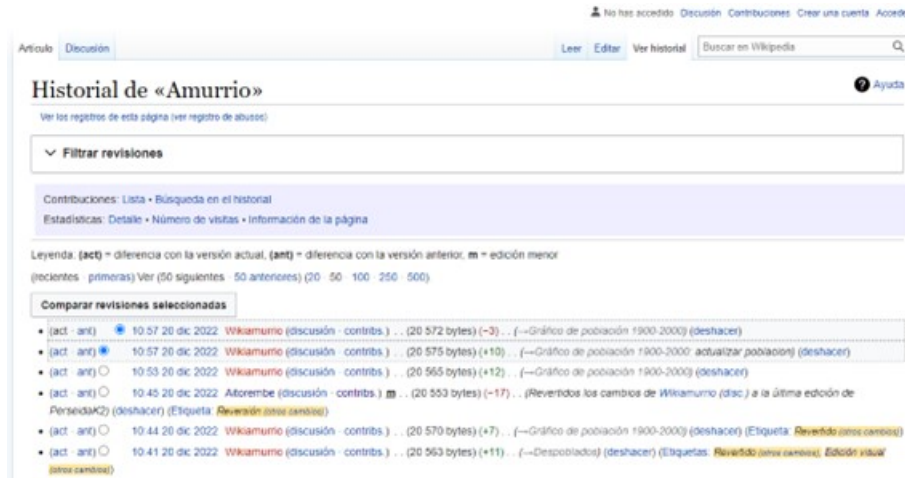 No has accedido Discusión Contribuciones Crear una cuenta Accede
Artículo Discusión Leer Editar Ver historial Buscar en Wikipedia
Historial de «Amurrio»
Ayuda
Ver los registros de esta página (ver registro de abusos)
Filtrar revisiones
Contribuciones: Lista • Búsqueda en el historial
Estadísticas: Detalle • Número de visitas • Información de la página
Leyenda: (act) = diferencia con la versión actual, (ant) = diferencia con la versión anterior, m = edición menor
(recientes · primeras) Ver (50 siguientes · 50 anteriores) (20 · 50 · 100 · 250 · 500)
Comparar revisiones seleccionadas
• (act · ant) 10:57 20 dic 2022 Wikiamurrio (discusión · contribs.) . . (20 572 bytes) (−3) . . (→Gráfico de población 1900-2000) (deshacer)
• (act · ant) 10:57 20 dic 2022 Wikiamurrio (discusión · contribs.) . . (20 575 bytes) (+10) . . (→Gráfico de población 1900-2000: actualizar poblacion) (deshacer)
• (act · ant) 10:53 20 dic 2022 Wikiamurrio (discusión · contribs.) . . (20 565 bytes) (+12) . . (→Gráfico de población 1900-2000) (deshacer)
• (act · ant) 10:45 20 dic 2022 Aitorembe (discusión · contribs.) m . . (20 553 bytes) (−17) . . (Revertidos los cambios de Wikiamurrio (disc.) a la última edición de
PerseidaK2) (deshacer) (Etiqueta: Reversión (otros cambios))
• (act · ant) 10:44 20 dic 2022 Wikiamurrio (discusión · contribs.) . . (20 570 bytes) (+7) . . (→Gráfico de población 1900-2000) (deshacer) (Etiqueta: Revertido (otros cambios))
• (act · ant) 10:41 20 dic 2022 Wikiamurrio (discusión · contribs.) . . (20 563 bytes) (+11) . . (→Despoblados) (deshacer) (Etiquetas: Revertido (otros cambios), Edición visual
(otros cambios))